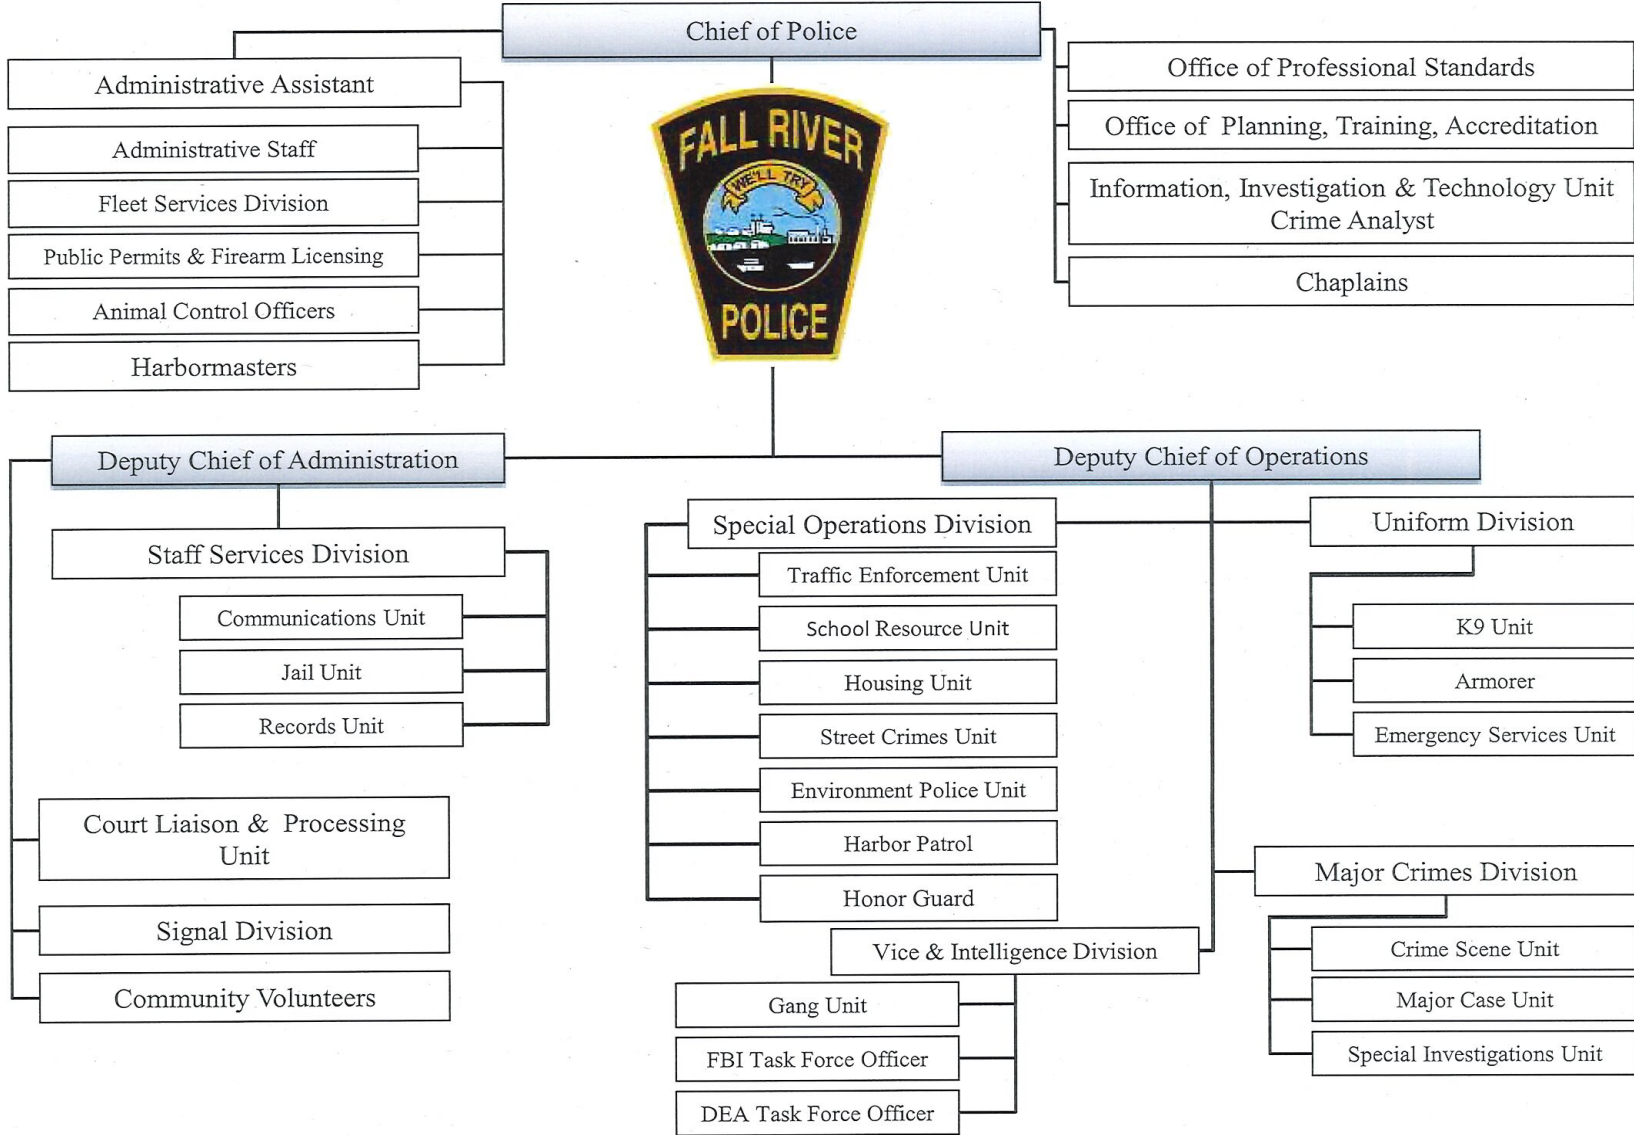 Chief of Police
Administrative Assistant
Administrative Staff
Fleet Services Division
Public Permits & Firearm Licensing
Animal Control Officers
Harbormasters
FALL RIVER
WE'LL TRY
POLICE
Office of Professional Standards
Office of Planning, Training, Accreditation
Information, Investigation & Technology Unit
Crime Analyst
Chaplains
Deputy Chief of Administration
Staff Services Division
Communications Unit
Jail Unit
Records Unit
Court Liaison & Processing
Unit
Signal Division
Community Volunteers
Deputy Chief of Operations
Special Operations Division
Traffic Enforcement Unit
School Resource Unit
Housing Unit
Street Crimes Unit
Environment Police Unit
Harbor Patrol
Honor Guard
Vice & Intelligence Division
Gang Unit
FBI Task Force Officer
DEA Task Force Officer
Uniform Division
K9 Unit
Armorer
Emergency Services Unit
Major Crimes Division
Crime Scene Unit
Major Case Unit
Special Investigations Unit